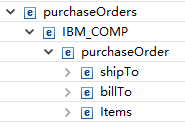 purchaseOrders
IBM_COMP
purchaseOrder
shipTo
billTo
Items